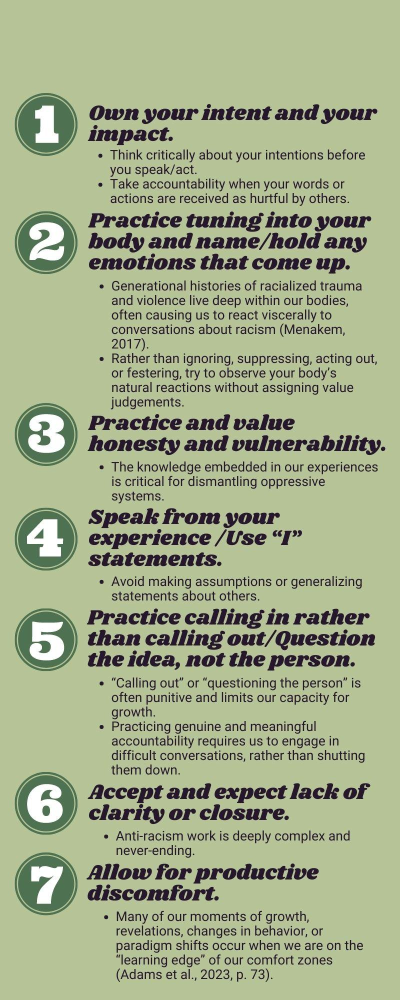 1
Own your intent and your
impact.
• Think critically about your intentions before
you speak/act.
• Take accountability when your words or
actions are received as hurtful by others.
2
Practice tuning into your
body and name/hold any
emotions that come up.
• Generational histories of racialized trauma
and violence live deep within our bodies,
often causing us to react viscerally to
conversations about racism (Menakem,
2017).
• Rather than ignoring, suppressing, acting out,
or festering, try to observe your body’s
natural reactions without assigning value
judgements.
3
Practice and value
honesty and vulnerability.
• The knowledge embedded in our experiences
is critical for dismantling oppressive
systems.
4
Speak from your
experience /Use “I”
statements.
• Avoid making assumptions or generalizing
statements about others.
5
Practice calling in rather
than calling out/Question
the idea, not the person.
• “Calling out” or “questioning the person” is
often punitive and limits our capacity for
growth.
• Practicing genuine and meaningful
accountability requires us to engage in
difficult conversations, rather than shutting
them down.
6
Accept and expect lack of
clarity or closure.
• Anti-racism work is deeply complex and
never-ending.
7
Allow for productive
discomfort.
• Many of our moments of growth,
revelations, changes in behavior, or
paradigm shifts occur when we are on the
“learning edge” of our comfort zones
(Adams et al., 2023, p. 73).